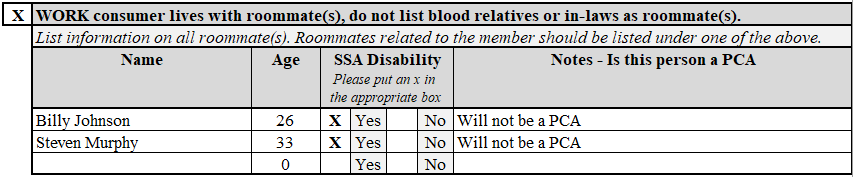 X WORK consumer lives with roommate(s), do not list blood relatives or in-laws as roommate(s).
List information on all roommate(s). Roommates related to the member should be listed under one of the above.
Name Age SSA Disability Notes - Is this person a PCA
Please put an x in
the appropriate box
Billy Johnson 26 X Yes No Will not be a PCA
Steven Murphy 33 X Yes No Will not be a PCA
0 Yes No